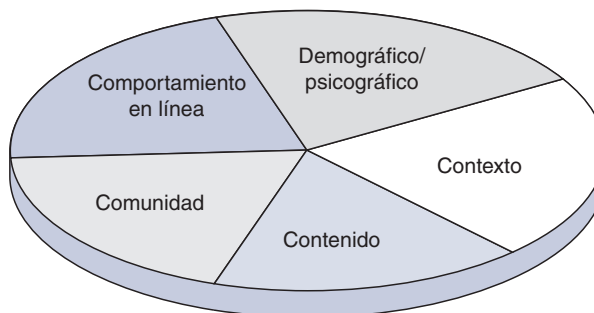 Demográfico/
psicográfico
Comportamiento
en línea
Contexto
Comunidad
Contenido